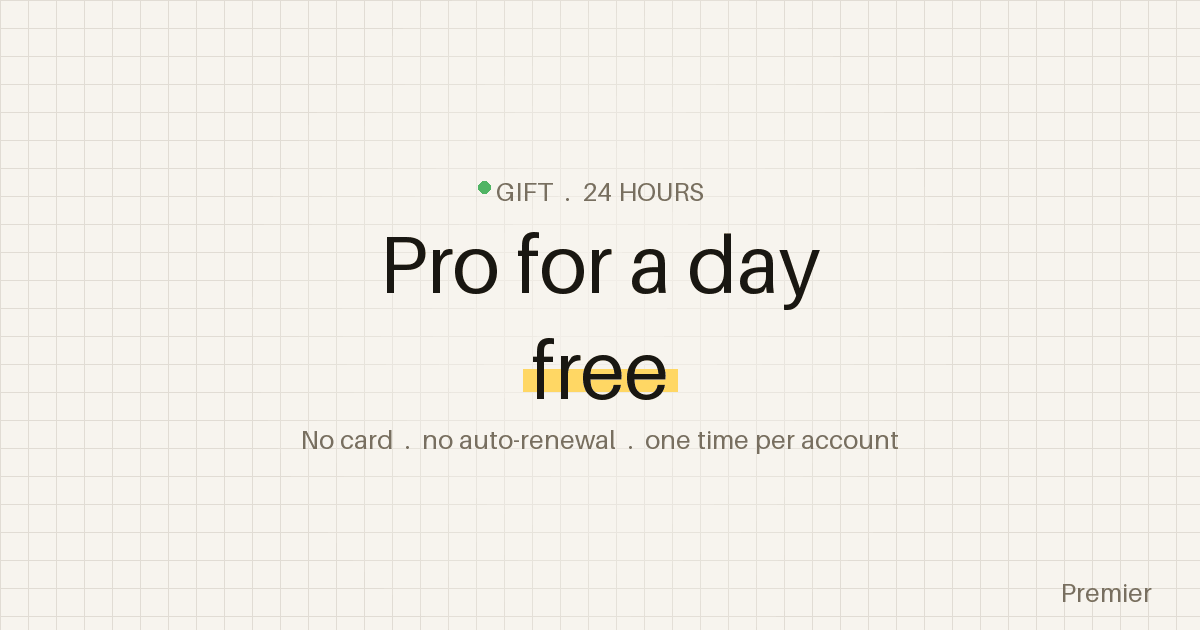 GIFT . 24 HOURS
Pro for a day
free
No card . no auto-renewal . one time per account
Premier